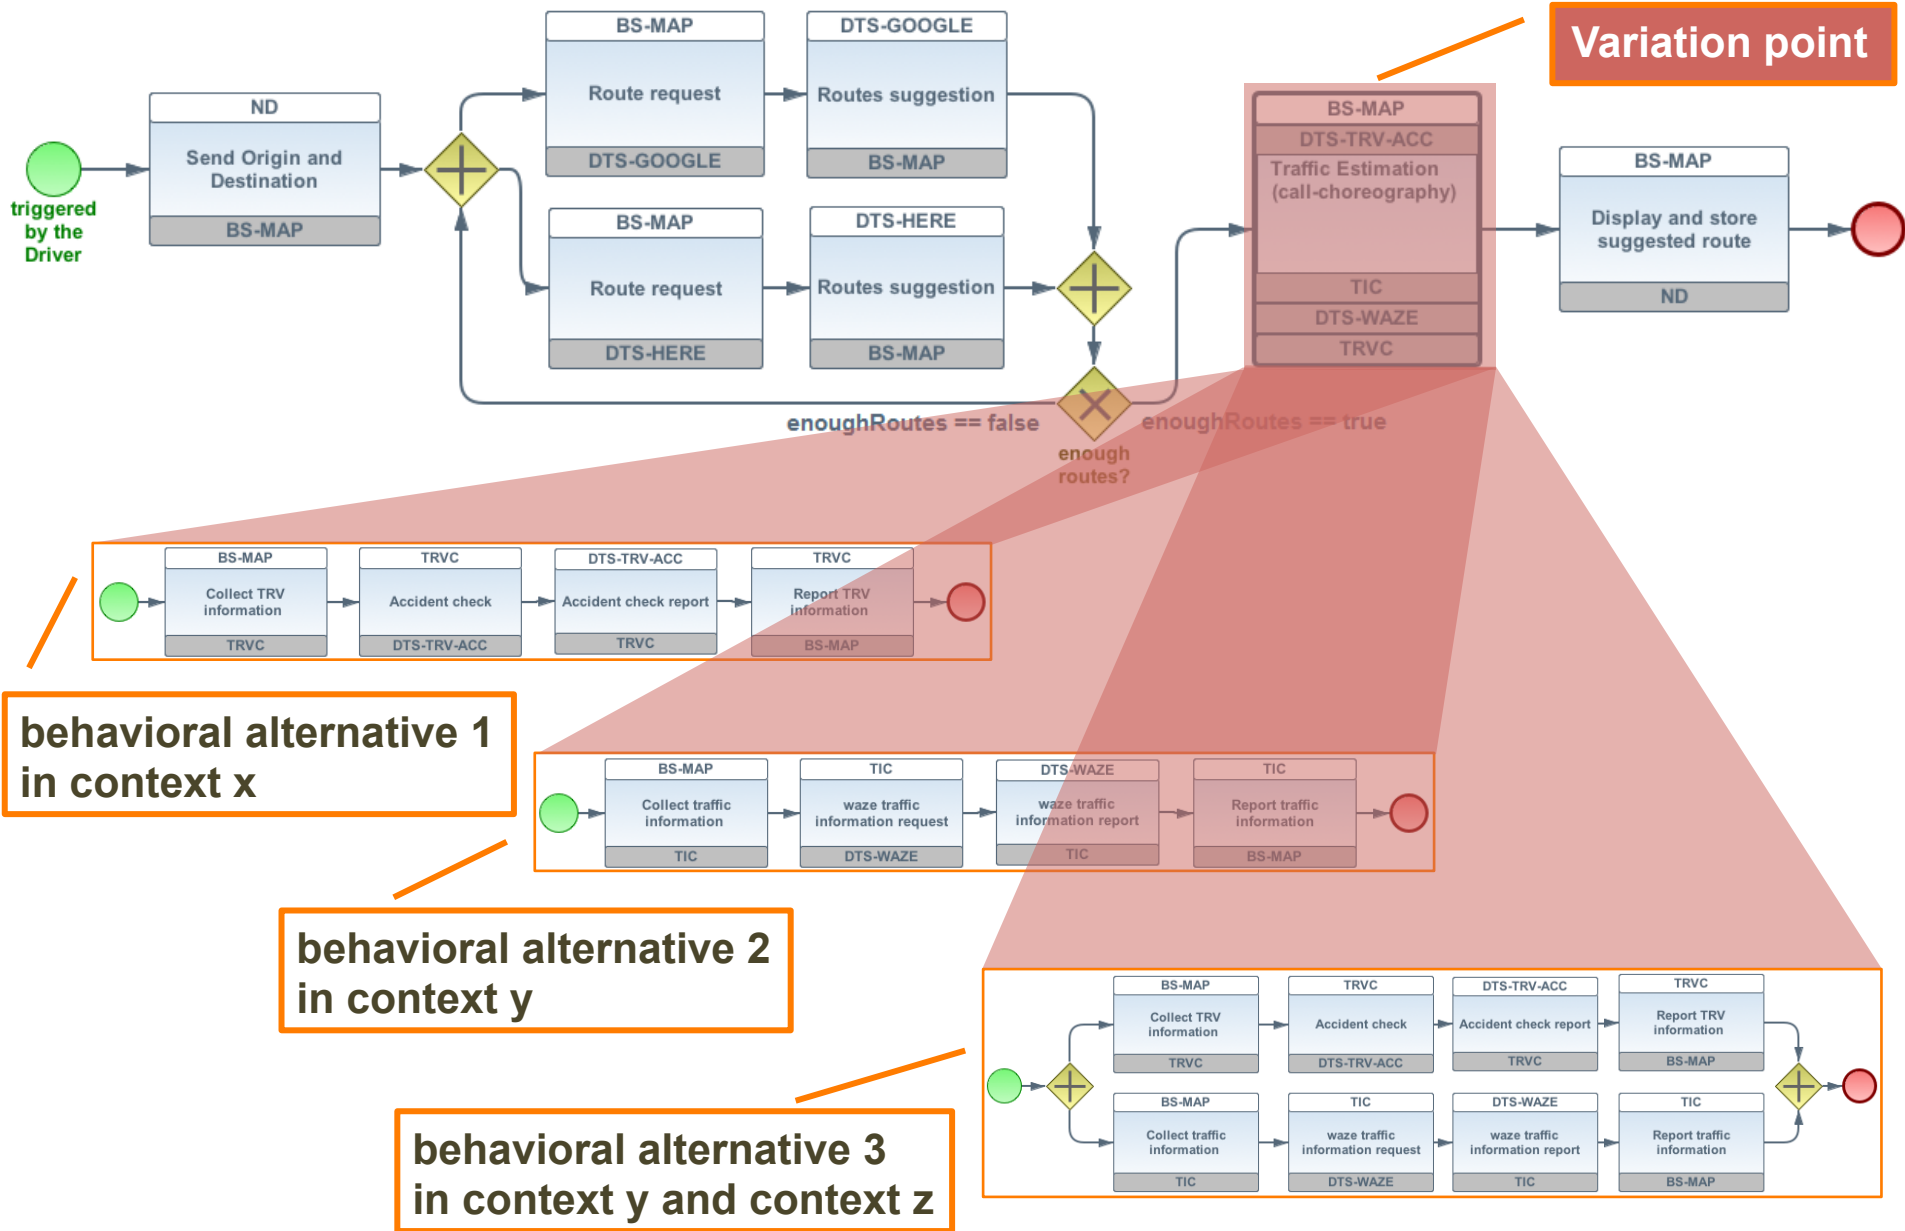 Variation point
triggered
by the
Driver
ND
Send Origin and
Destination
BS-MAP
BS-MAP
Route request
DTS-GOOGLE
DTS-GOOGLE
Routes suggestion
BS-MAP
BS-MAP
Route request
DTS-HERE
DTS-HERE
Routes suggestion
BS-MAP
enoughRoutes == false
enoughRoutes == true
enough
routes?
BS-MAP
DTS-TRV-ACC
Traffic Estimation
(call-choreography)
TIC
DTS-WAZE
TRVC
BS-MAP
Display and store
suggested route
ND
BS-MAP
Collect TRV
information
TRVC
TRVC
Accident check
DTS-TRV-ACC
DTS-TRV-ACC
Accident check report
TRVC
TRVC
Report TRV
information
BS-MAP
behavioral alternative 1
in context x
BS-MAP
Collect traffic
information
TIC
TIC
waze traffic
information request
DTS-WAZE
DTS-WAZE
waze traffic
information report
TIC
TIC
Report traffic
information
BS-MAP
behavioral alternative 2
in context y
BS-MAP
Collect TRV
information
TRVC
TRVC
Accident check
DTS-TRV-ACC
DTS-TRV-ACC
Accident check report
TRVC
TRVC
Report TRV
information
BS-MAP
BS-MAP
Collect traffic
information
TIC
TIC
waze traffic
information request
DTS-WAZE
DTS-WAZE
waze traffic
information report
TIC
TIC
Report traffic
information
BS-MAP
behavioral alternative 3
in context y and context z